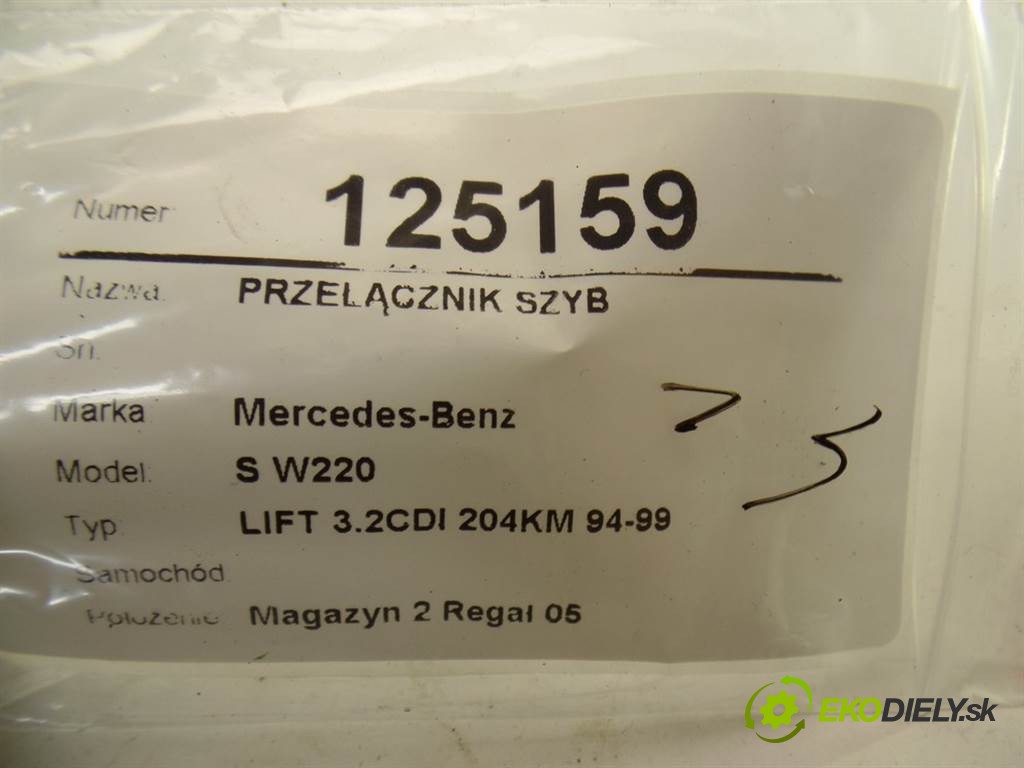 Numer 125159
Nazwa. PRZEŁĄCZNIK SZYB
Sn.
Marka Mercedes-Benz
Model. S W220
Typ LIFT 3.2CDI 204KM 94-99
Samochód
Położenie Magazyn 2 Regał 05
EKODIELY.sk